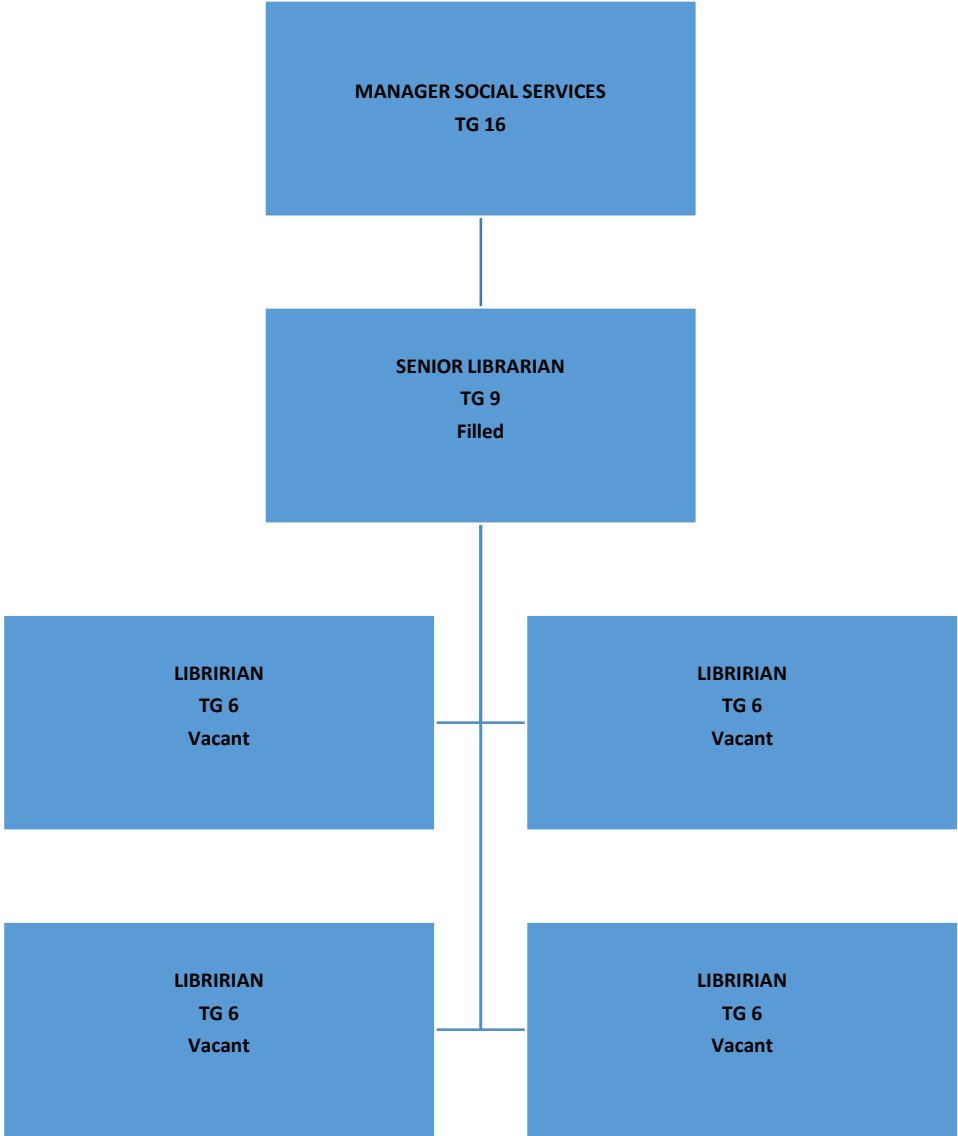 MANAGER SOCIAL SERVICES
TG 16
SENIOR LIBRARIAN
TG 9
Filled
LIBRIRIAN
TG 6
Vacant
LIBRIRIAN
TG 6
Vacant
LIBRIRIAN
TG 6
Vacant
LIBRIRIAN
TG 6
Vacant